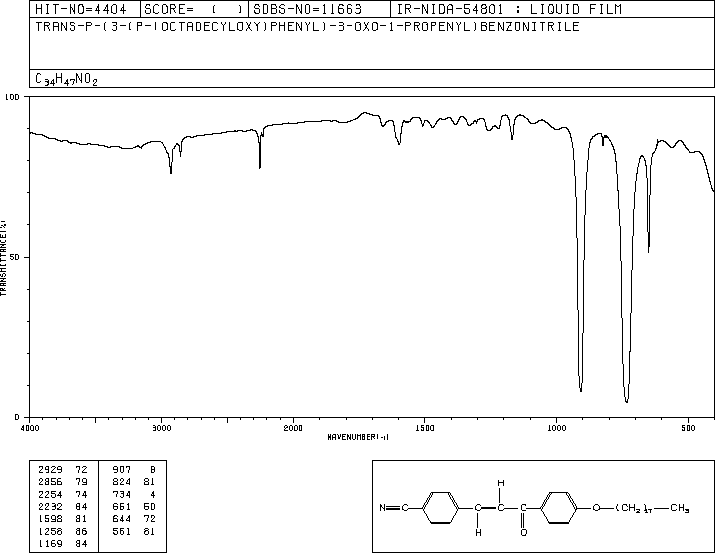 HIT-NO=4404 SCORE= ( ) SDBS-NO=11663 IR-NIDA-54801 : LIQUID FILM
TRANS-P-(3-(P-(OCTADECYLOXY)PHENYL)-3-OXO-1-PROPENYL)BENZONITRILE
C34H47NO2
100
50
0
TRANSMITTANCE(%)
4000 3000 2000 1500 1000 500
WAVENUMBER(-1)
2929 72 907 8
2856 79 824 81
2254 74 734 4
2232 84 651 50
1598 81 644 72
1256 86 561 81
1169 84
H
N C C C C O (CH2)17 CH3
H O